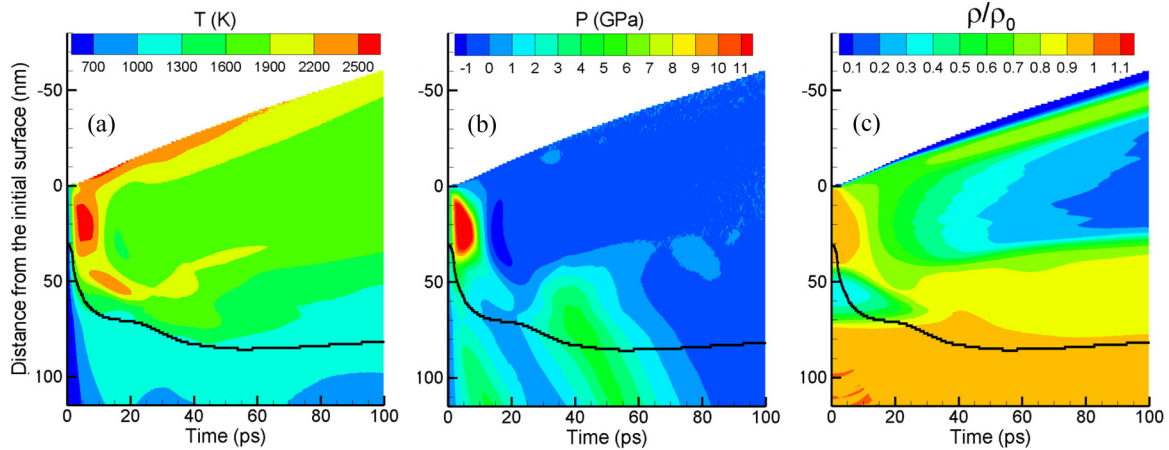 T (K)
700 1000 1300 1600 1900 2200 2500
P (GPa)
-1 0 1 2 3 4 5 6 7 8 9 10 11
ρ/ρ0
0.1 0.2 0.3 0.4 0.5 0.6 0.7 0.8 0.9 1 1.1
Distance from the initial surface (nm)
-50
0
50
100
(a)
0 20 40 60 80 100
Time (ps)
-50
0
50
100
(b)
0 20 40 60 80 100
Time (ps)
-50
0
50
100
(c)
0 20 40 60 80 100
Time (ps)